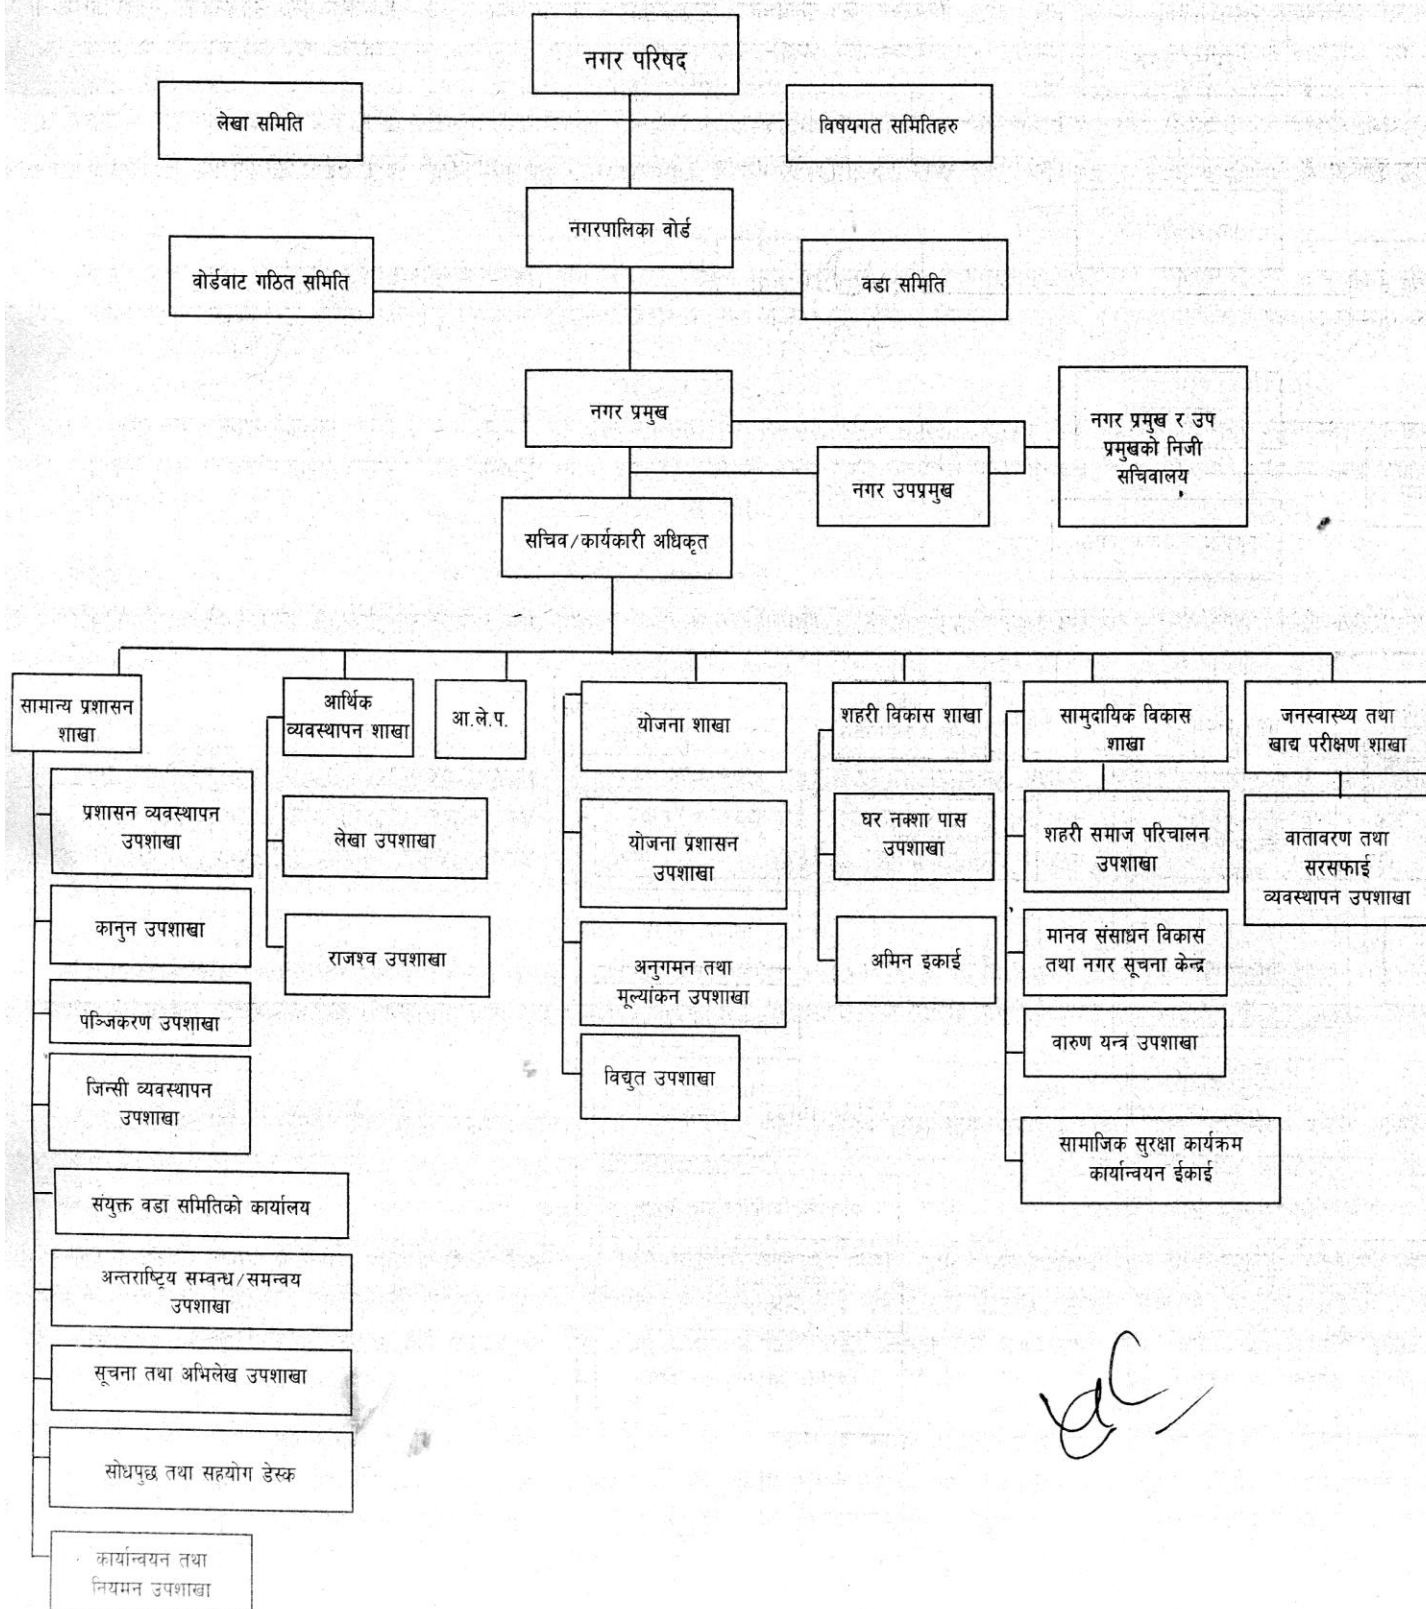 नगर परिषद
लेखा समिति
विषयगत समितिहरु
नगरपालिका वोर्ड
वोर्डवाट गठित समिति
वडा समिति
नगर प्रमुख
नगर प्रमुख र उप
प्रमुखको निजी
सचिवालय
नगर उपप्रमुख
सचिव/कार्यकारी अधिकृत
सामान्य प्रशासन
शाखा
प्रशासन व्यवस्थापन
उपशाखा
कानुन उपशाखा
पञ्जिकरण उपशाखा
जिन्सी व्यवस्थापन
उपशाखा
संयुक्त वडा समितिको कार्यालय
अन्तराष्ट्रिय सम्वन्ध/समन्वय
उपशाखा
सूचना तथा अभिलेख उपशाखा
सोधपुछ तथा सहयोग डेस्क
कार्यान्वयन तथा
नियमन उपशाखा
आर्थिक
व्यवस्थापन शाखा
लेखा उपशाखा
राजश्व उपशाखा
आ.ले.प.
योजना शाखा
योजना प्रशासन
उपशाखा
अनुगमन तथा
मूल्यांकन उपशाखा
विद्युत उपशाखा
शहरी विकास शाखा
घर नक्शा पास
उपशाखा
अमिन इकाई
सामुदायिक विकास
शाखा
शहरी समाज परिचालन
उपशाखा
मानव संसाधन विकास
तथा नगर सूचना केन्द्र
वारुण यन्त्र उपशाखा
सामाजिक सुरक्षा कार्यक्रम
कार्यान्वयन ईकाई
जनस्वास्थ्य तथा
खाद्य परीक्षण शाखा
वातावरण तथा
सरसफाई
व्यवस्थापन उपशाखा